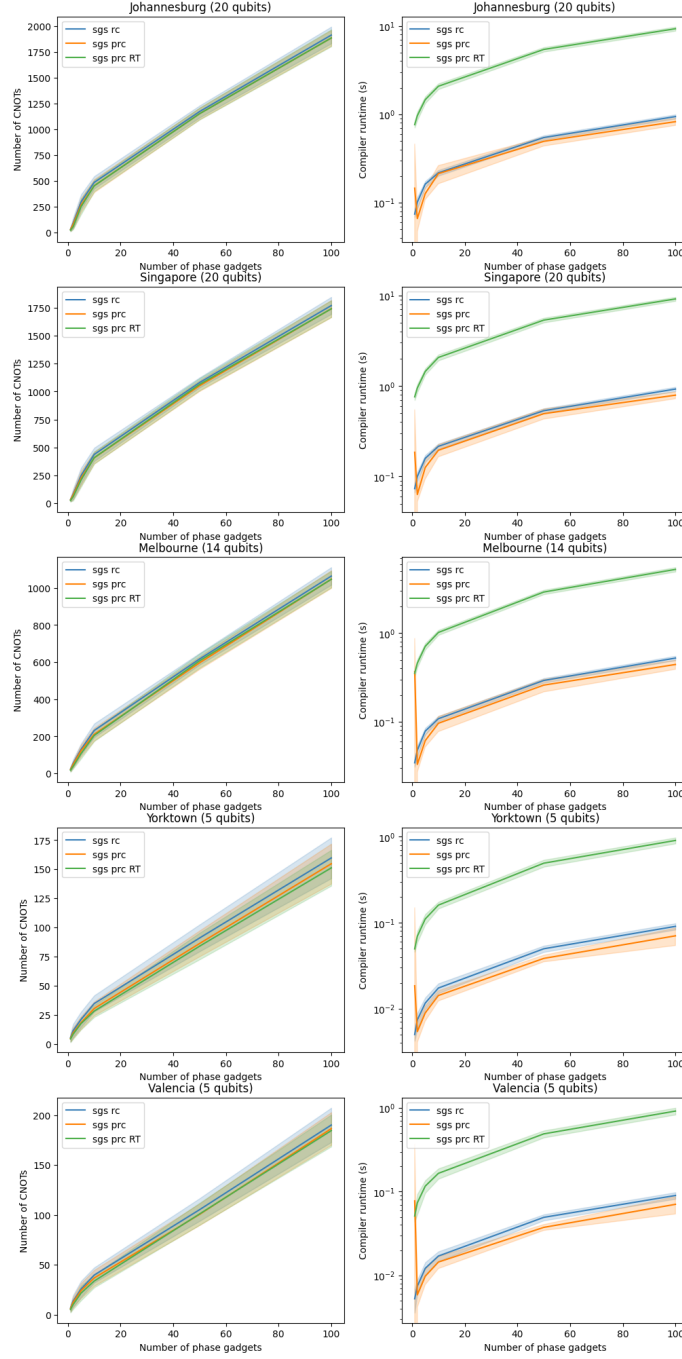 Johannesburg (20 qubits)
Number of CNOTs
2000
1750
1500
1250
1000
750
500
250
0
sgs rc
sgs prc
sgs prc RT
0 20 40 60 80 100
Number of phase gadgets
Johannesburg (20 qubits)
Compiler runtime (s)
10^1
10^0
10^-1
sgs rc
sgs prc
sgs prc RT
0 20 40 60 80 100
Number of phase gadgets
Singapore (20 qubits)
Number of CNOTs
1750
1500
1250
1000
750
500
250
0
sgs rc
sgs prc
sgs prc RT
0 20 40 60 80 100
Number of phase gadgets
Singapore (20 qubits)
Compiler runtime (s)
10^1
10^0
10^-1
sgs rc
sgs prc
sgs prc RT
0 20 40 60 80 100
Number of phase gadgets
Melbourne (14 qubits)
Number of CNOTs
1000
800
600
400
200
0
sgs rc
sgs prc
sgs prc RT
0 20 40 60 80 100
Number of phase gadgets
Melbourne (14 qubits)
Compiler runtime (s)
10^0
10^-1
sgs rc
sgs prc
sgs prc RT
0 20 40 60 80 100
Number of phase gadgets
Yorktown (5 qubits)
Number of CNOTs
175
150
125
100
75
50
25
0
sgs rc
sgs prc
sgs prc RT
0 20 40 60 80 100
Number of phase gadgets
Yorktown (5 qubits)
Compiler runtime (s)
10^0
10^-1
10^-2
sgs rc
sgs prc
sgs prc RT
0 20 40 60 80 100
Number of phase gadgets
Valencia (5 qubits)
Number of CNOTs
200
150
100
50
0
sgs rc
sgs prc
sgs prc RT
0 20 40 60 80 100
Number of phase gadgets
Valencia (5 qubits)
Compiler runtime (s)
10^0
10^-1
10^-2
sgs rc
sgs prc
sgs prc RT
0 20 40 60 80 100
Number of phase gadgets